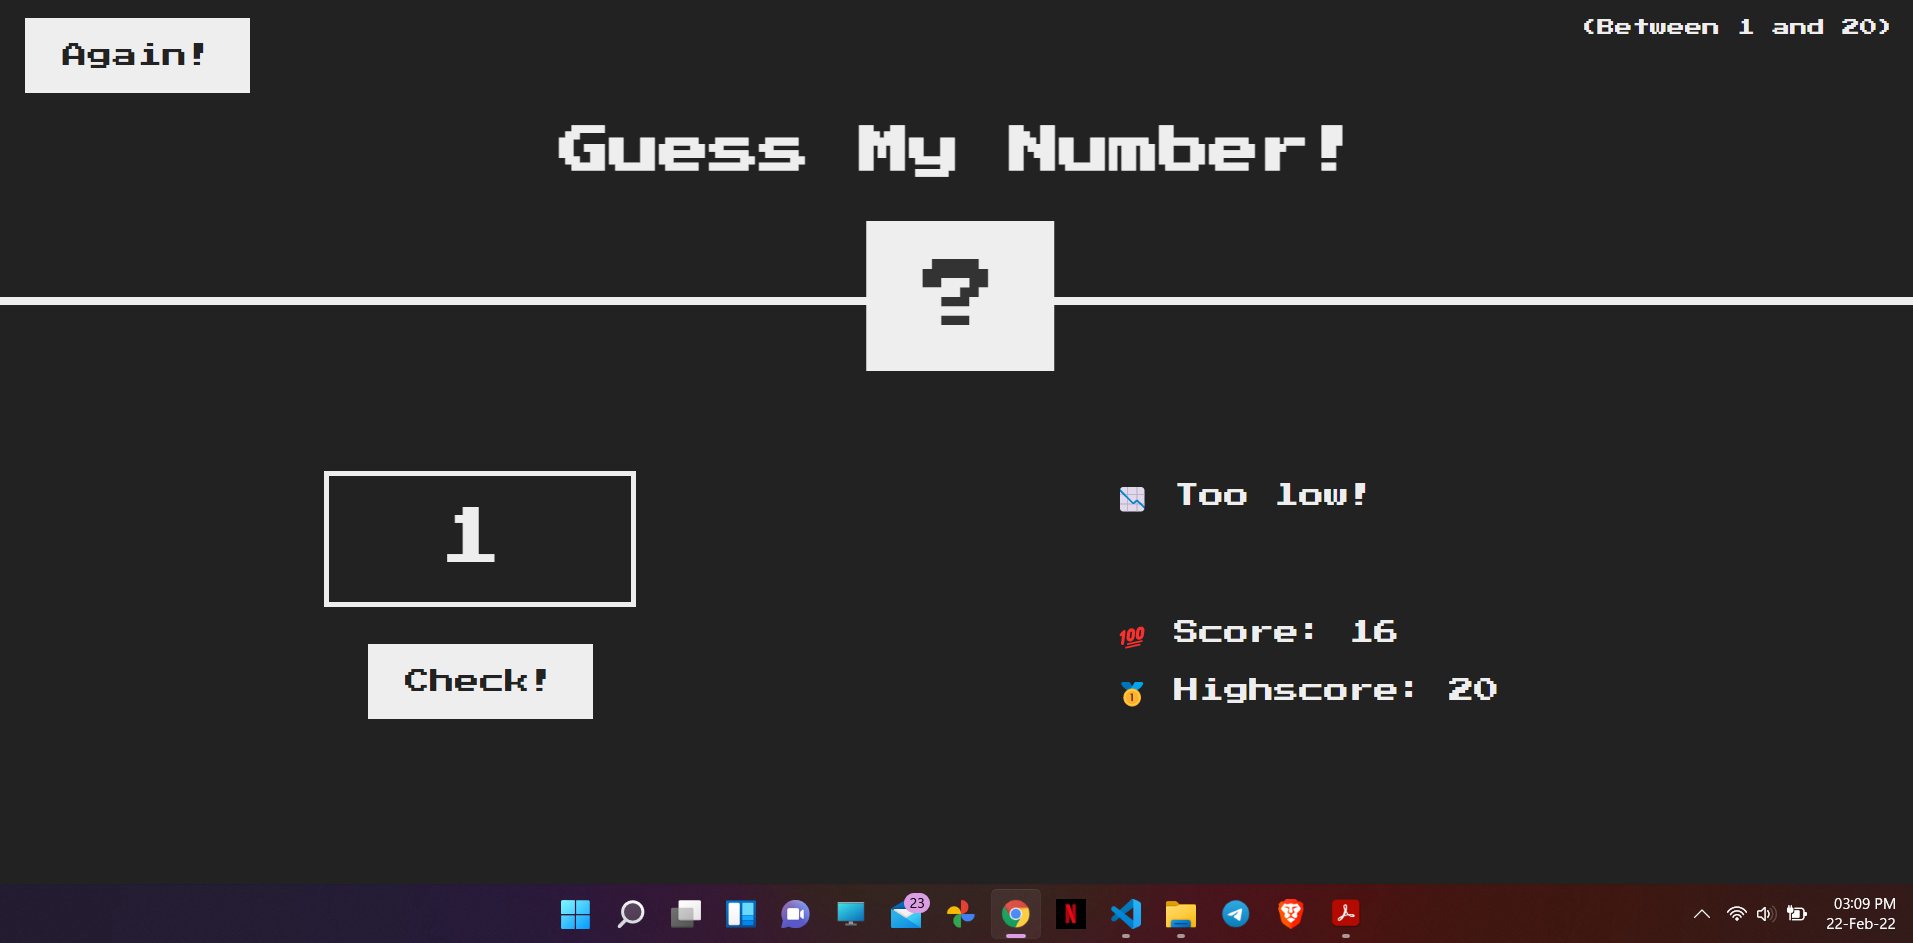 Again!
(Between 1 and 20)
Guess My Number!
?
1
Check!
📉 Too low!
💯 Score: 16
🥇 Highscore: 20
23
N
03:09 PM
22-Feb-22